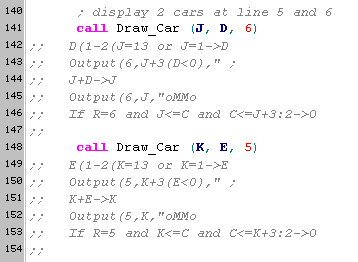 140 ; display 2 cars at line 5 and 6
141 call Draw_Car (J, D, 6)
142 ;; D(1-2(J=13 or J=1->D
143 ;; Output(6,J+3(D<0)," ;
144 ;; J+D->J
145 ;; Output(6,J,"oMMo
146 ;; If R=6 and J<=C and C<=J+3:2->O
147 ;;
148 call Draw_Car (K, E, 5)
149 ;; E(1-2(K=13 or K=1->E
150 ;; Output(5,K+3(E<0)," ;
151 ;; K+E->K
152 ;; Output(5,K,"oMMo
153 ;; If R=5 and K<=C and C<=K+3:2->O
154 ;;